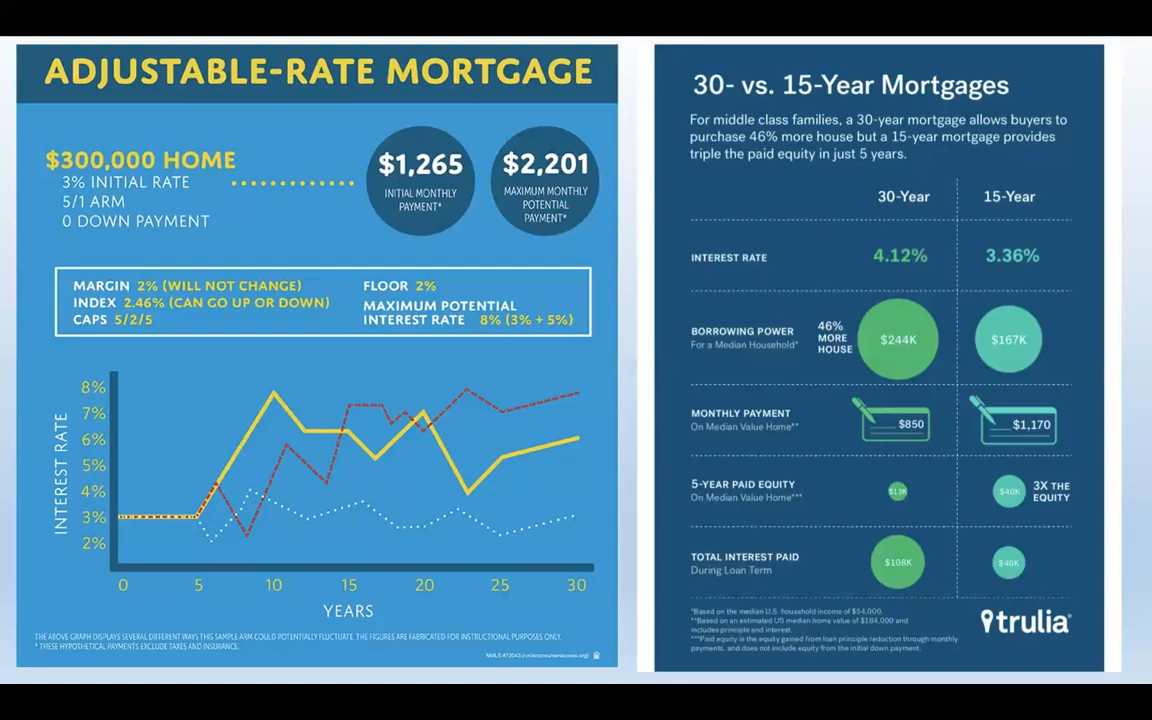 ADJUSTABLE-RATE MORTGAGE
$300,000 HOME
3% INITIAL RATE
5/1 ARM
0 DOWN PAYMENT
$1,265
INITIAL MONTHLY
PAYMENT*
$2,201
MAXIMUM MONTHLY
POTENTIAL
PAYMENT*
MARGIN 2% (WILL NOT CHANGE)
INDEX 2.46% (CAN GO UP OR DOWN)
CAPS 5/2/5
FLOOR 2%
MAXIMUM POTENTIAL
INTEREST RATE 8% (3% + 5%)
INTEREST RATE
8%
7%
6%
5%
4%
3%
2%
0 5 10 15 20 25 30
YEARS
THE ABOVE GRAPH DISPLAYS SEVERAL DIFFERENT WAYS THIS SAMPLE ARM COULD POTENTIALLY FLUCTUATE. THE FIGURES ARE FABRICATED FOR INSTRUCTIONAL PURPOSES ONLY.
* THESE HYPOTHETICAL PAYMENTS EXCLUDE TAXES AND INSURANCE.
30- vs. 15-Year Mortgages
For middle class families, a 30-year mortgage allows buyers to
purchase 46% more house but a 15-year mortgage provides
triple the paid equity in just 5 years.
30-Year 15-Year
INTEREST RATE 4.12% 3.36%
BORROWING POWER
For a Median Household*
46%
MORE
HOUSE
$244K $167K
MONTHLY PAYMENT
On Median Value Home**
$850 $1,170
5-YEAR PAID EQUITY
On Median Value Home***
$13K $40K
3X THE
EQUITY
TOTAL INTEREST PAID
During Loan Term
$108K $40K
*Based on the median U.S. household income of $54,000.
**Based on an estimated US median home value of $184,000 and
includes principle and interest.
***Paid equity is the equity gained from loan principle reduction through monthly
payments, and does not include equity from the initial down payment.
trulia